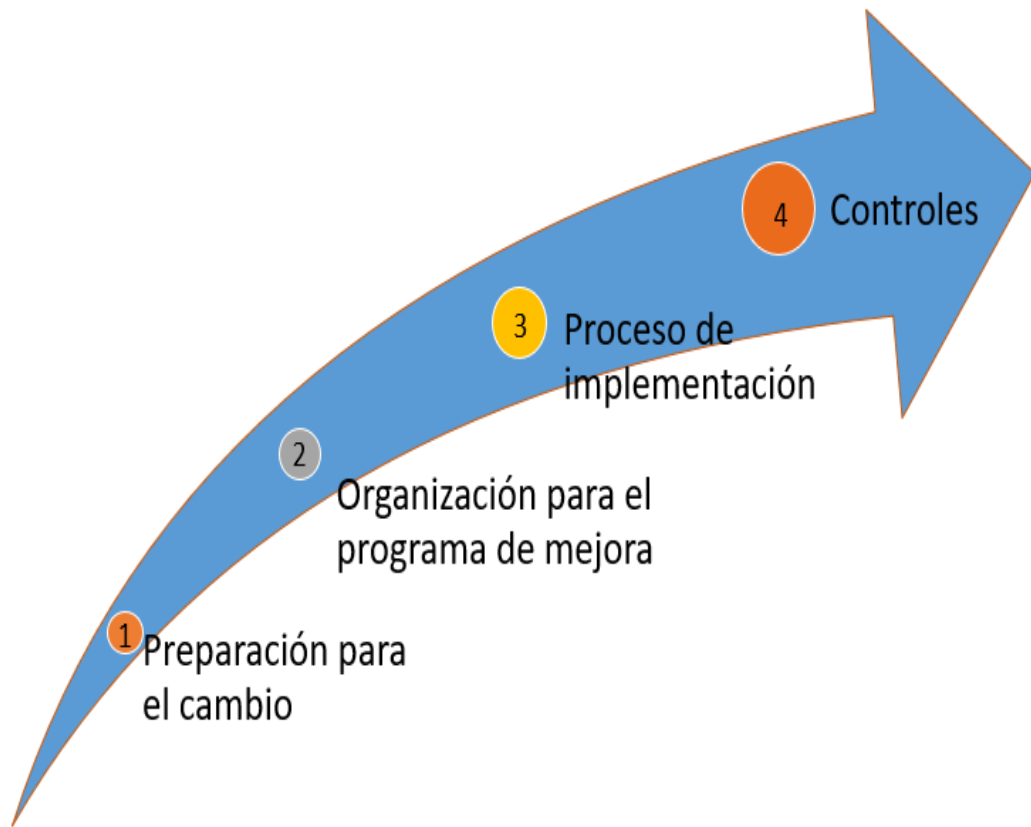 1
Preparación para
el cambio
2
Organización para el
programa de mejora
3
Proceso de
implementación
4
Controles